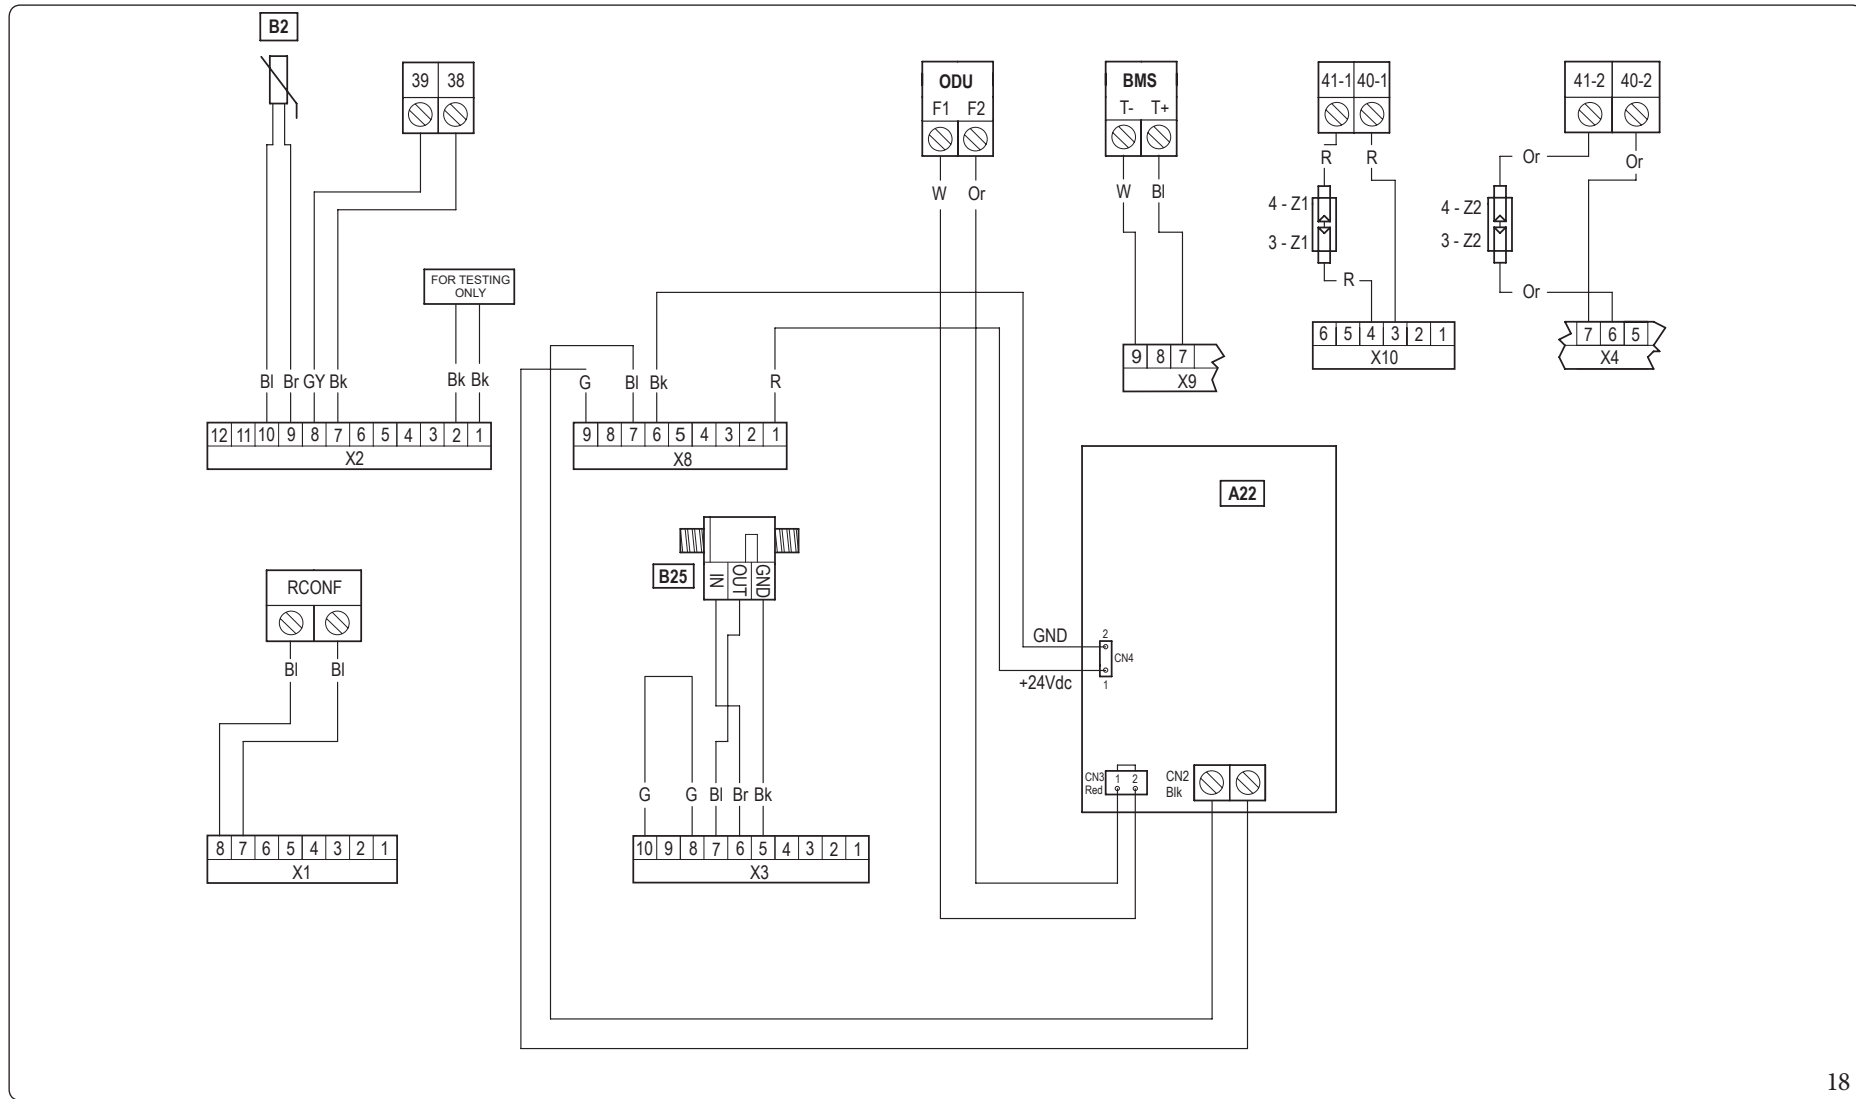 B2
39 38
ODU
F1 F2
BMS
T- T+
41-1 40-1
41-2 40-2
R R
Or Or
W Or
W Bl
4 - Z1
3 - Z1
4 - Z2
3 - Z2
FOR TESTING
ONLY
R
Or
6 5 4 3 2 1
X10
7 6 5
X4
9 8 7
X9
Bl Br GY Bk
Bk Bk
G Bl Bk R
12 11 10 9 8 7 6 5 4 3 2 1
X2
9 8 7 6 5 4 3 2 1
X8
A22
B25
IN OUT GND
RCONF
Bl Bl
GND
2
CN4
+24Vdc
1
CN3
Red
1 2
CN2
Blk
G G Bl Br Bk
8 7 6 5 4 3 2 1
X1
10 9 8 7 6 5 4 3 2 1
X3
18